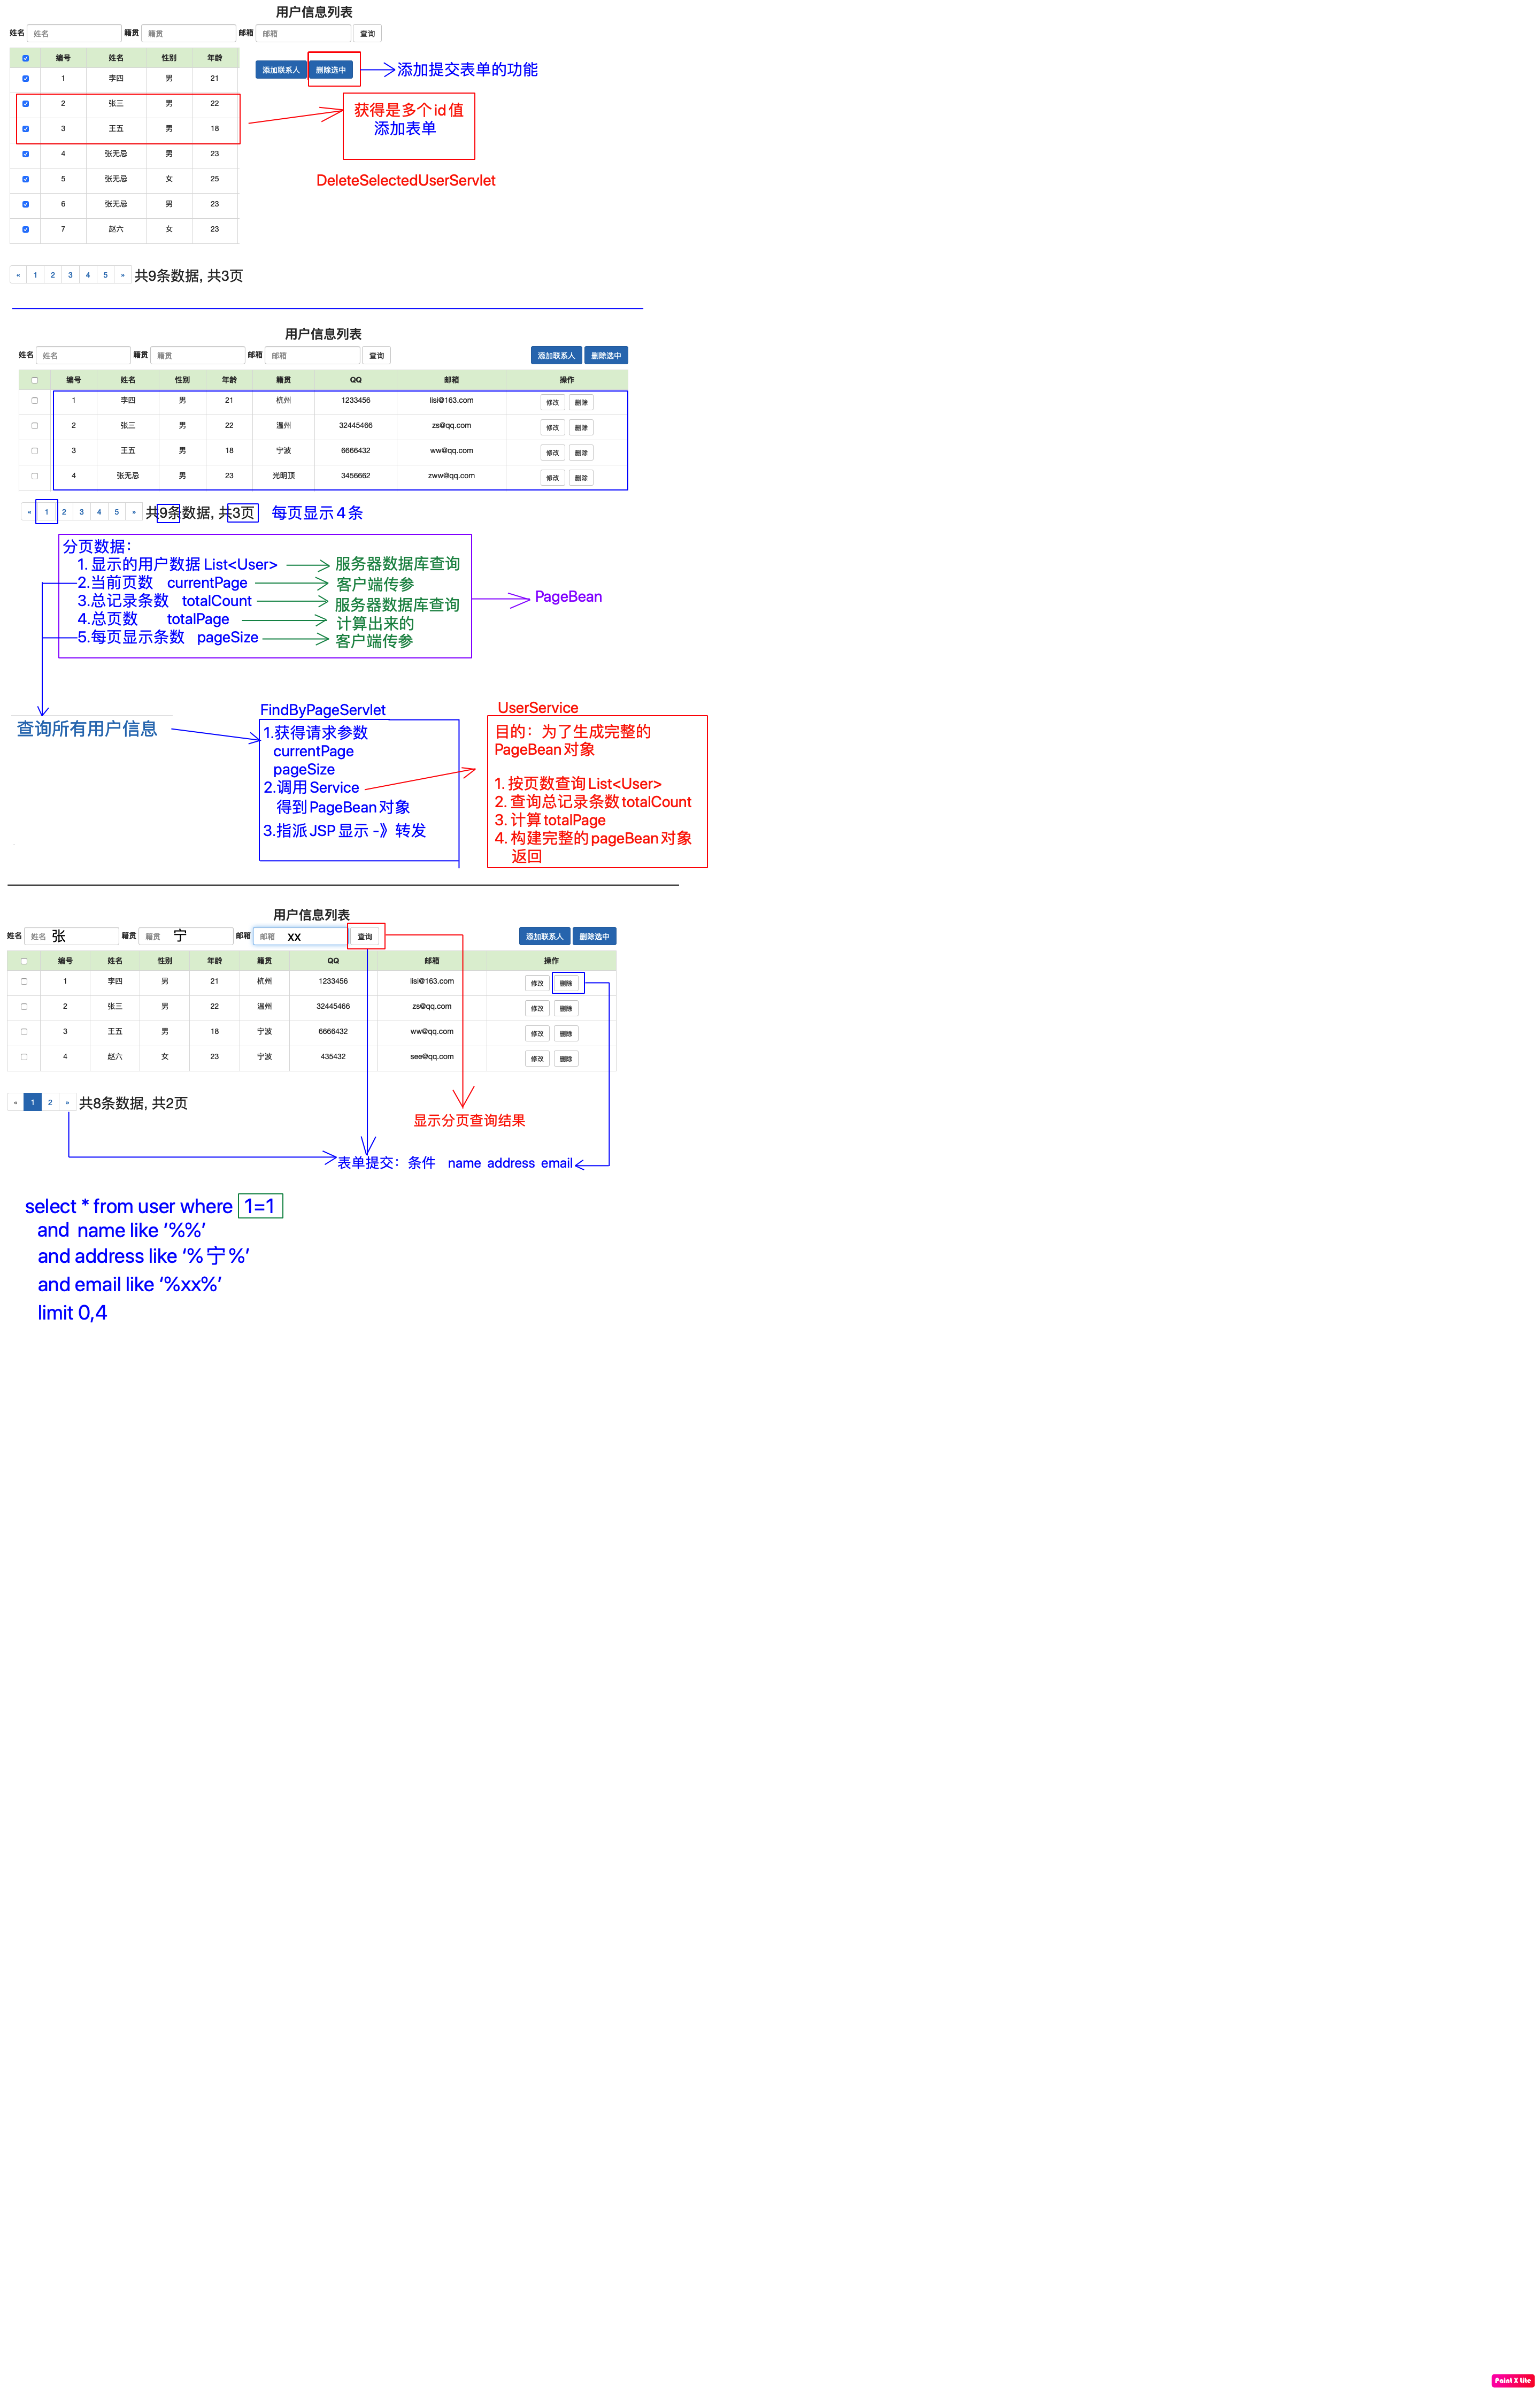 用户信息列表
姓名 姓名 籍贯 籍贯 邮箱 邮箱 查询
编号 姓名 性别 年龄
添加联系人 删除选中 添加提交表单的功能
1 李四 男 21
2 张三 男 22
3 王五 男 18
4 张无忌 男 23
5 张无忌 女 25
6 张无忌 男 23
7 赵六 女 23
获得是多个id值
添加表单
DeleteSelectedUserServlet
« 1 2 3 4 5 » 共9条数据, 共3页
用户信息列表
姓名 姓名 籍贯 籍贯 邮箱 邮箱 查询 添加联系人 删除选中
编号 姓名 性别 年龄 籍贯 QQ 邮箱 操作
1 李四 男 21 杭州 1233456 lisi@163.com 修改 删除
2 张三 男 22 温州 32445466 zs@qq.com 修改 删除
3 王五 男 18 宁波 6666432 ww@qq.com 修改 删除
4 张无忌 男 23 光明顶 3456662 zww@qq.com 修改 删除
« 1 2 3 4 5 » 共9条数据, 共3页 每页显示4条
分页数据：
1. 显示的用户数据 List<User> 服务器数据库查询
2.当前页数 currentPage 客户端传参
3.总记录条数 totalCount 服务器数据库查询
4.总页数 totalPage 计算出来的
5.每页显示条数 pageSize 客户端传参
PageBean
查询所有用户信息
FindByPageServlet
1.获得请求参数
currentPage
pageSize
2.调用Service
得到PageBean对象
3.指派JSP显示-》转发
UserService
目的：为了生成完整的
PageBean对象
1. 按页数查询List<User>
2. 查询总记录条数totalCount
3. 计算totalPage
4. 构建完整的pageBean对象
返回
用户信息列表
姓名 姓名 张 籍贯 籍贯 宁 邮箱 邮箱 xx 查询 添加联系人 删除选中
编号 姓名 性别 年龄 籍贯 QQ 邮箱 操作
1 李四 男 21 杭州 1233456 lisi@163.com 修改 删除
2 张三 男 22 温州 32445466 zs@qq.com 修改 删除
3 王五 男 18 宁波 6666432 ww@qq.com 修改 删除
4 赵六 女 23 宁波 435432 see@qq.com 修改 删除
« 1 2 » 共8条数据, 共2页
显示分页查询结果
表单提交：条件 name address email
select * from user where 1=1
and name like ‘%%’
and address like ‘%宁%’
and email like ‘%xx%’
limit 0,4
Paint X Lite